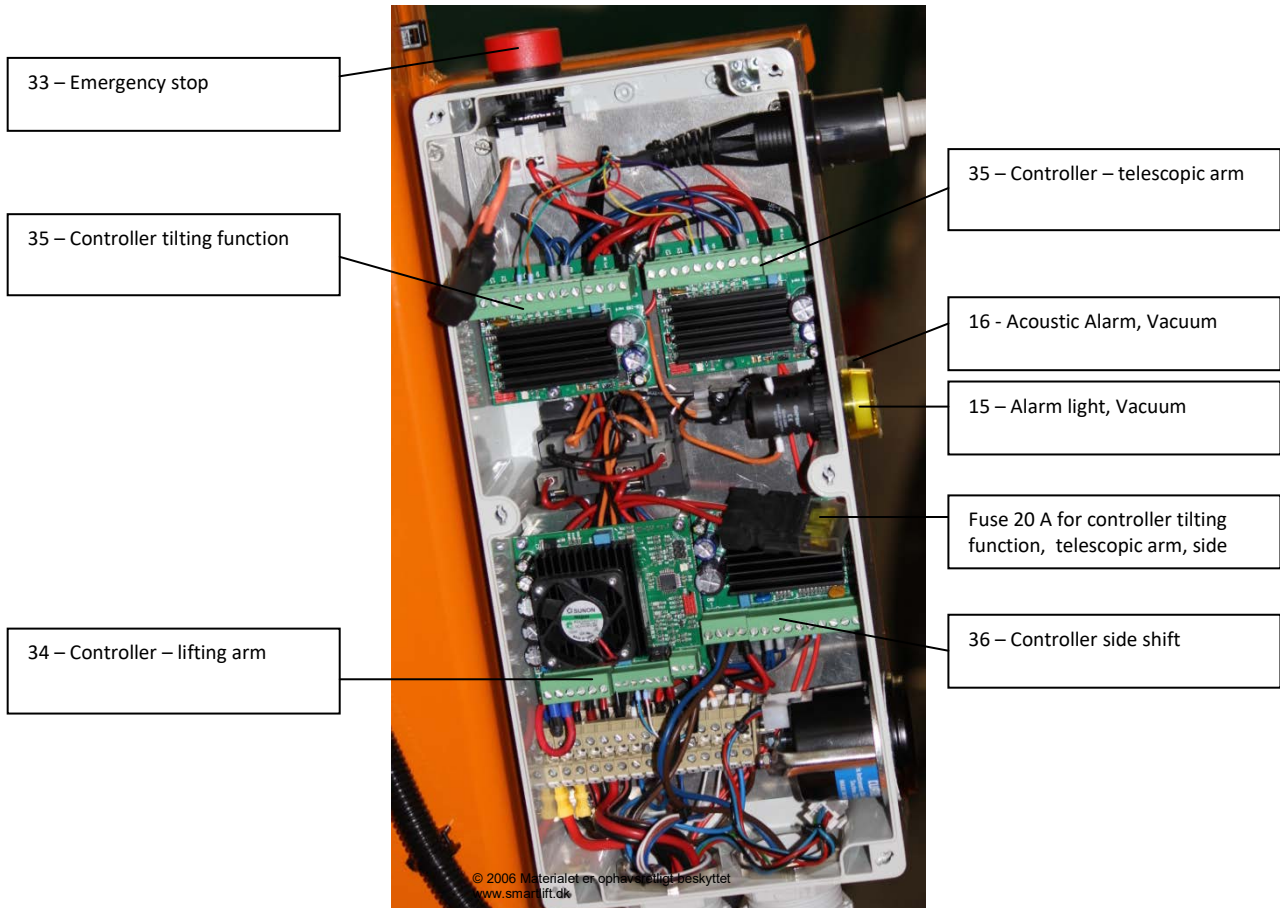 33 – Emergency stop
35 – Controller tilting function
34 – Controller – lifting arm
35 – Controller – telescopic arm
16 - Acoustic Alarm, Vacuum
15 – Alarm light, Vacuum
Fuse 20 A for controller tilting
function, telescopic arm, side
36 – Controller side shift
SUNON
© 2006 Materialet er ophavsretligt beskyttet
www.smartlift.dk